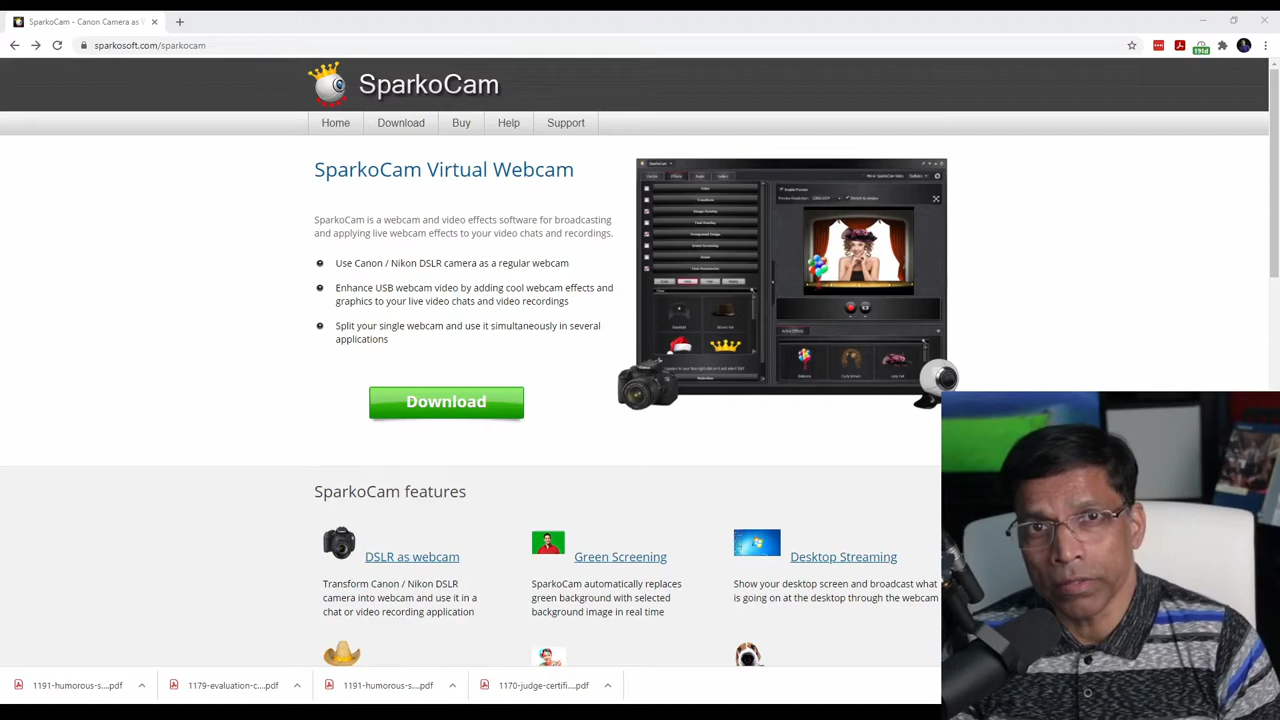 SparkoCam - Canon Camera as W
sparkosoft.com/sparkocam
191d
SparkoCam
Home
Download
Buy
Help
Support
SparkoCam Virtual Webcam
SparkoCam is a webcam and video effects software for broadcasting
and applying live webcam effects to your video chats and recordings.
Use Canon / Nikon DSLR camera as a regular webcam
Enhance USB webcam video by adding cool webcam effects and
graphics to your live video chats and video recordings
Split your single webcam and use it simultaneously in several
applications
Download
SparkoCam features
DSLR as webcam
Transform Canon / Nikon DSLR
camera into webcam and use it in a
chat or video recording application
Green Screening
SparkoCam automatically replaces
green background with selected
background image in real time
Desktop Streaming
Show your desktop screen and broadcast what
is going on at the desktop through the webcam
1191-humorous-s....pdf
1179-evaluation-c....pdf
1191-humorous-s....pdf
1170-judge-certifi....pdf